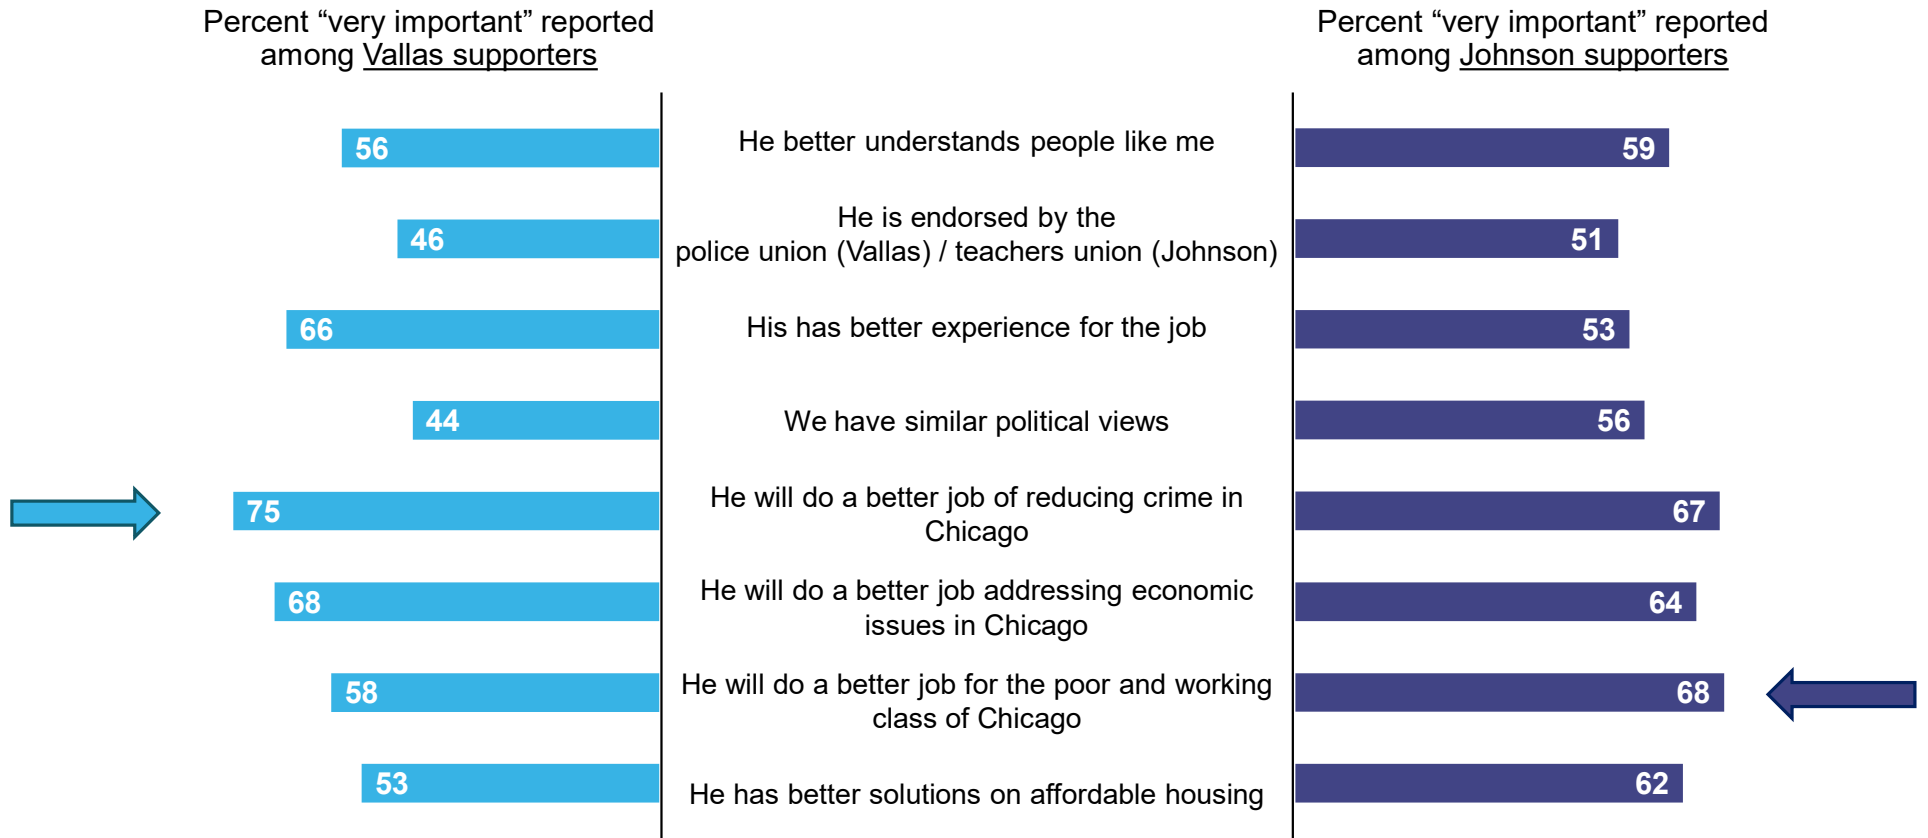 Percent “very important” reported
among Vallas supporters
Percent “very important” reported
among Johnson supporters
56
He better understands people like me
59
46
He is endorsed by the
police union (Vallas) / teachers union (Johnson)
51
66
His has better experience for the job
53
44
We have similar political views
56
75
He will do a better job of reducing crime in
Chicago
67
68
He will do a better job addressing economic
issues in Chicago
64
58
He will do a better job for the poor and working
class of Chicago
68
53
He has better solutions on affordable housing
62